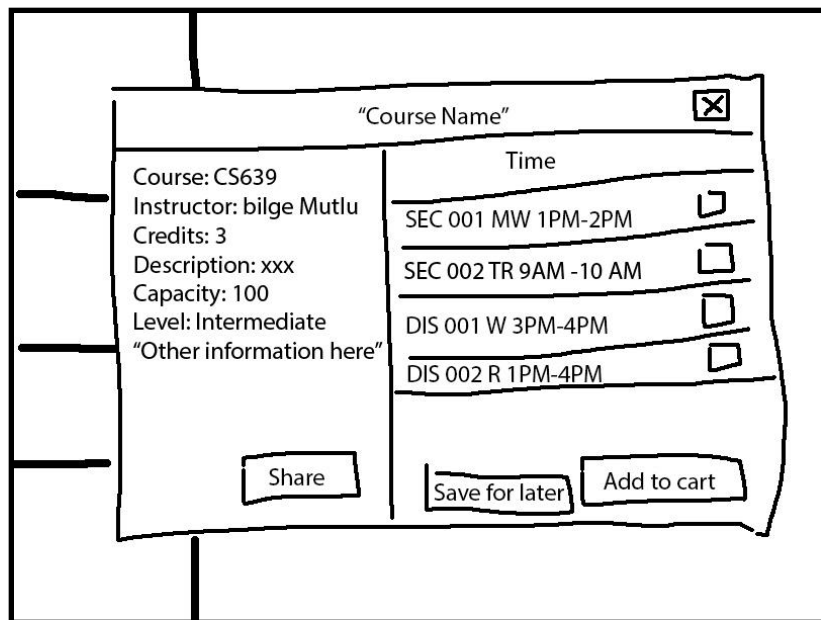 “Course Name”
Course: CS639
Instructor: bilge Mutlu
Credits: 3
Description: xxx
Capacity: 100
Level: Intermediate
“Other information here”
Share
Time
SEC 001 MW 1PM-2PM
SEC 002 TR 9AM -10 AM
DIS 001 W 3PM-4PM
DIS 002 R 1PM-4PM
Save for later
Add to cart